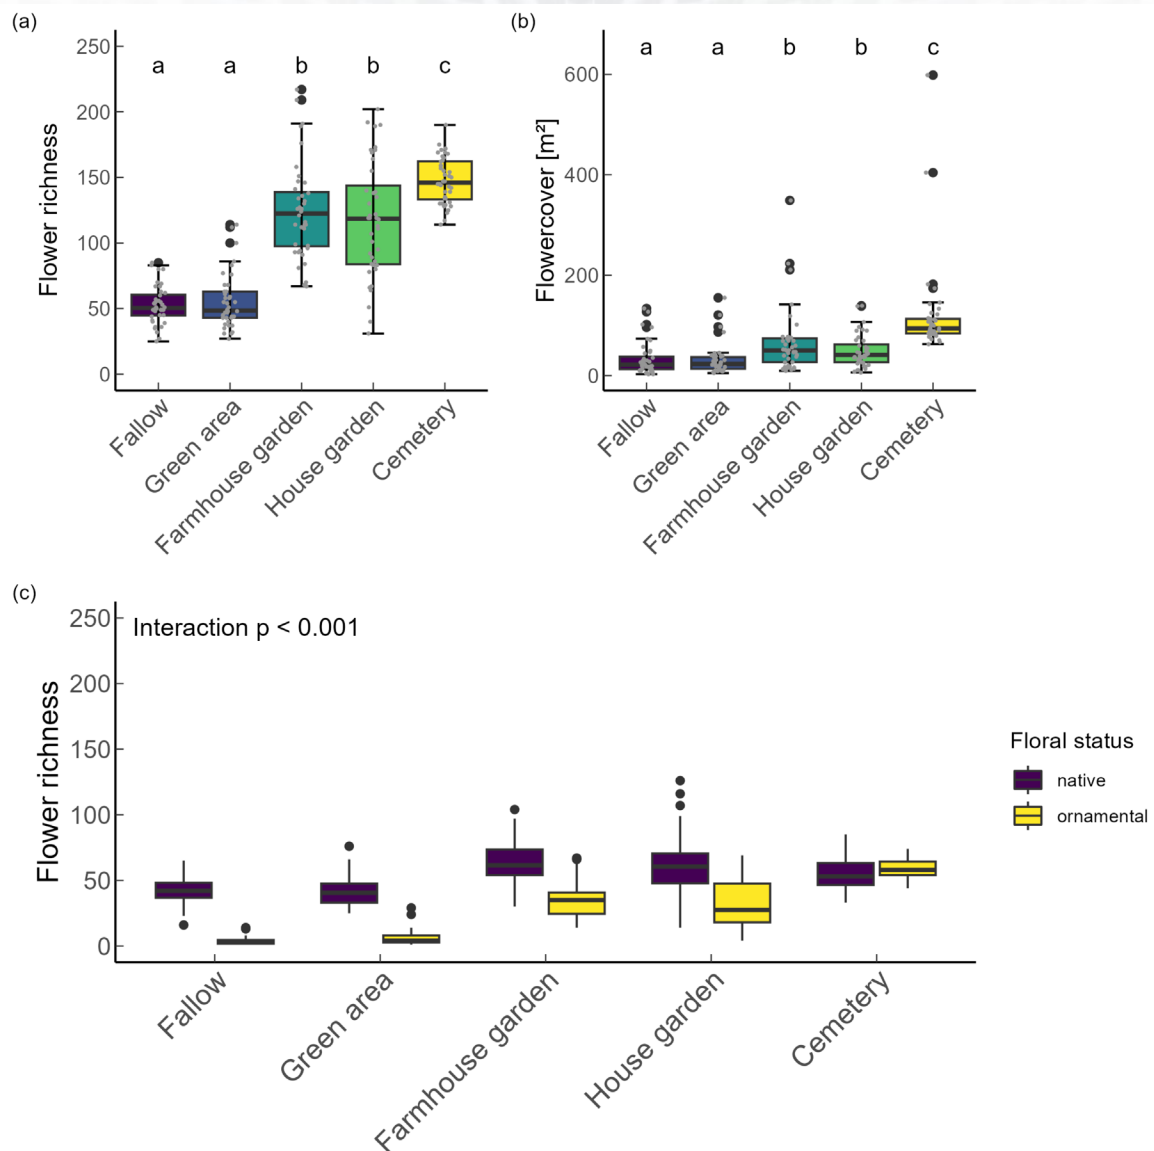 (a)
Flower richness
250
200
150
100
50
0
a a b b c
Fallow
Green area
Farmhouse garden
House garden
Cemetery
(b)
Flowercover [m²]
600
400
200
0
a a b b c
Fallow
Green area
Farmhouse garden
House garden
Cemetery
(c)
Flower richness
250
200
150
100
50
0
Interaction p < 0.001
Fallow
Green area
Farmhouse garden
House garden
Cemetery
Floral status
native
ornamental